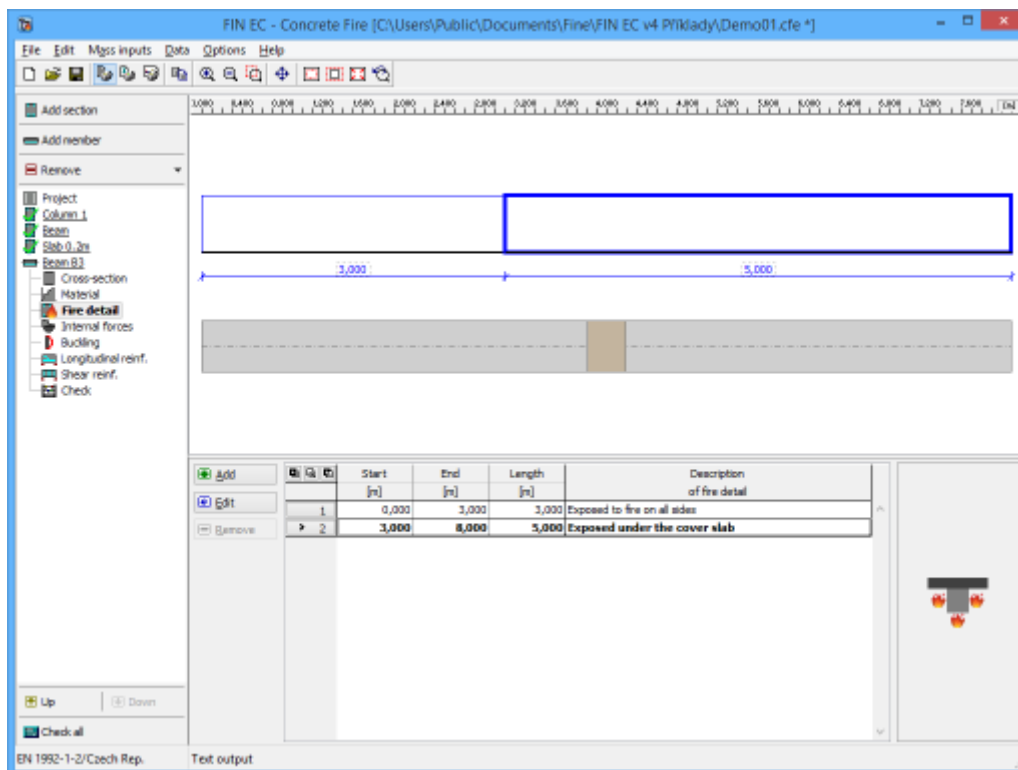 FIN EC - Concrete Fire [C:\Users\Public\Documents\Fine\FIN EC v4 Příklady\Demo01.cfe *]
File Edit Mass inputs Data Options Help
Add section
Add member
Remove
Project
Column 1
Beam
Slab 0.2m
Beam B3
Cross-section
Material
Fire detail
Internal forces
Buckling
Longitudinal reinf.
Shear reinf.
Check
Up Down
Check all
[m]
3,000 5,000
Add
Edit
Remove
Start End Length Description
[m] [m] [m] of fire detail
1 0,000 3,000 3,000 Exposed to fire on all sides
2 3,000 8,000 5,000 Exposed under the cover slab
EN 1992-1-2/Czech Rep. Text output